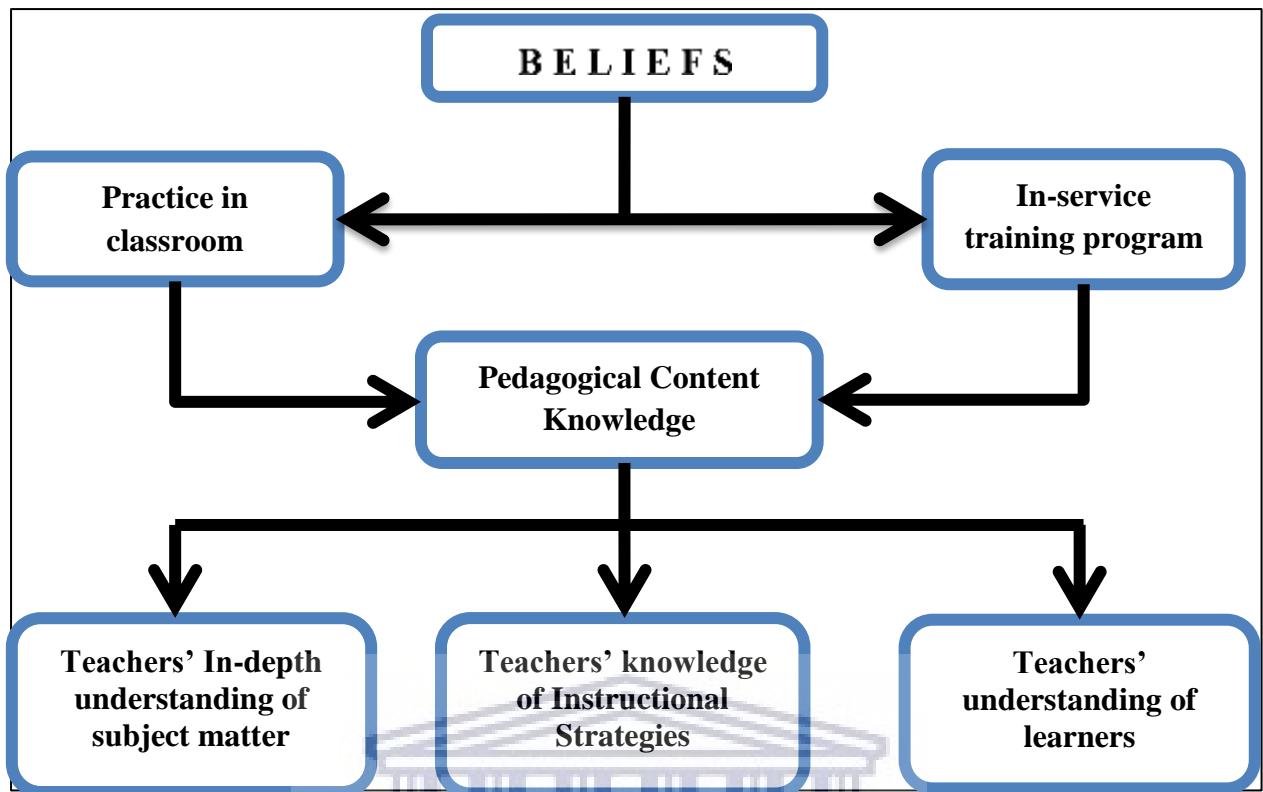 B E L I E F S
Practice in
classroom
In-service
training program
Pedagogical Content
Knowledge
Teachers’ In-depth
understanding of
subject matter
Teachers’ knowledge
of Instructional
Strategies
Teachers’
understanding of
learners